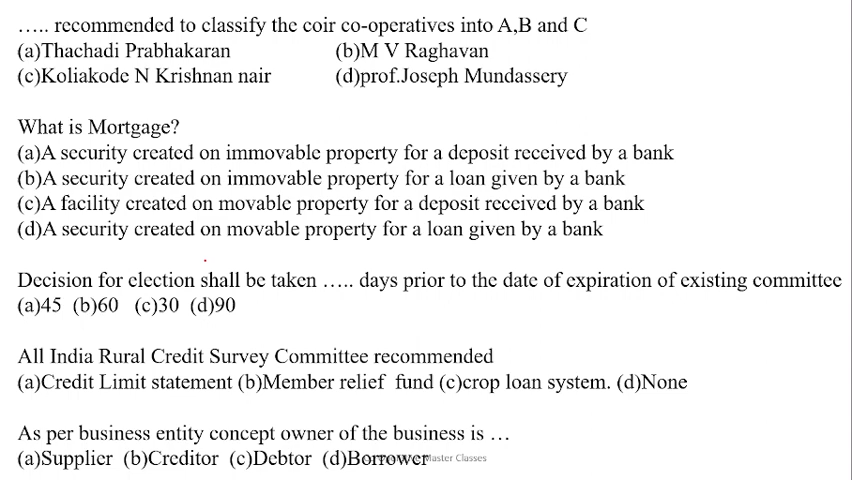 ….. recommended to classify the coir co-operatives into A,B and C
(a)Thachadi Prabhakaran (b)M V Raghavan
(c)Koliakode N Krishnan nair (d)prof.Joseph Mundassery
What is Mortgage?
(a)A security created on immovable property for a deposit received by a bank
(b)A security created on immovable property for a loan given by a bank
(c)A facility created on movable property for a deposit received by a bank
(d)A security created on movable property for a loan given by a bank
Decision for election shall be taken ….. days prior to the date of expiration of existing committee
(a)45 (b)60 (c)30 (d)90
All India Rural Credit Survey Committee recommended
(a)Credit Limit statement (b)Member relief fund (c)crop loan system. (d)None
As per business entity concept owner of the business is …
(a)Supplier (b)Creditor (c)Debtor (d)Borrower
Master Classes